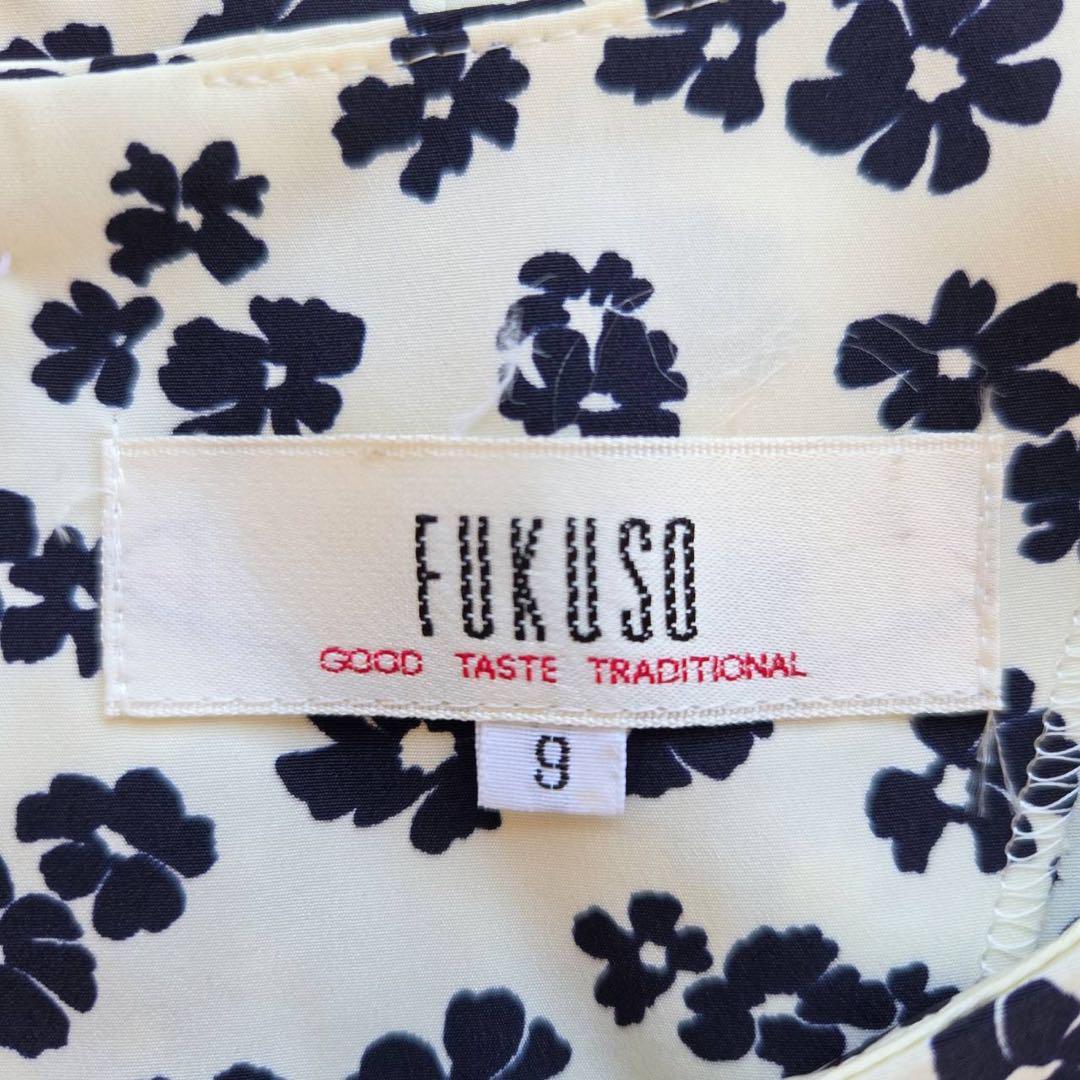 FUKUSO
GOOD TASTE TRADITIONAL
9